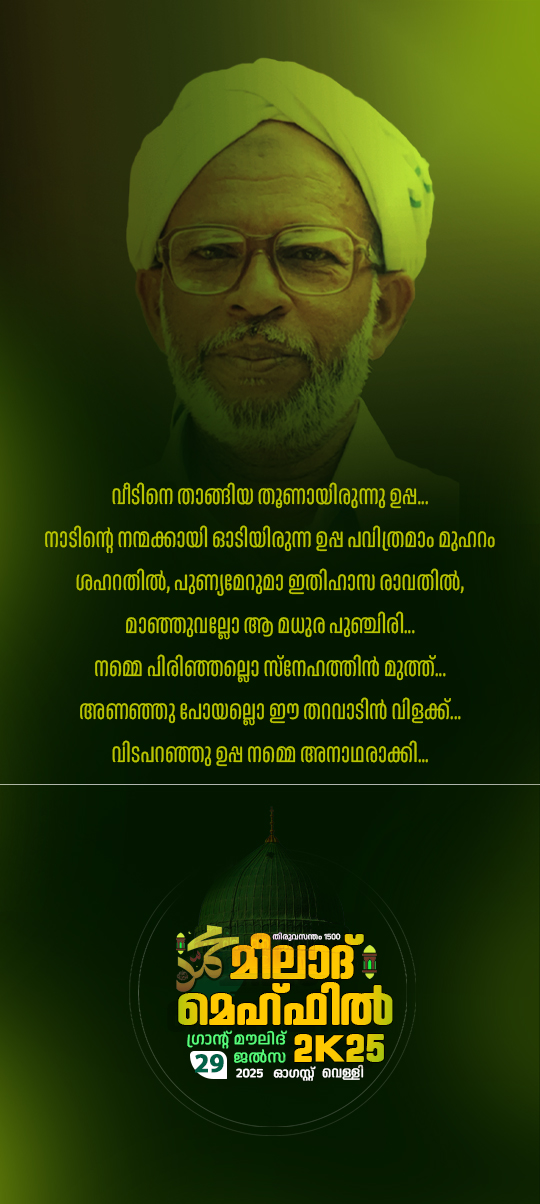 വീടിനെ താങ്ങിയ തൂണായിരുന്നു ഉപ്പ...
നാടിന്റെ നന്മക്കായി ഓടിയിരുന്ന ഉപ്പ പവിത്രമാം മുഹറം
ശഹറതിൽ, പുണ്യമേറുമാ ഇതിഹാസ രാവതിൽ,
മാഞ്ഞുവല്ലോ ആ മധുര പുഞ്ചിരി...
നമ്മെ പിരിഞ്ഞല്ലൊ സ്നേഹത്തിൻ മുത്ത്...
അണഞ്ഞു പോയല്ലൊ ഈ തറവാടിൻ വിളക്ക്...
വിടപറഞ്ഞു ഉപ്പ നമ്മെ അനാഥരാക്കി...
തിരുവസന്തം 1500
മീലാദ്
മെഹ്ഫിൽ
ഗ്രാന്റ് മൗലിദ്
ജൽസ 2K25
29 2025 ഓഗസ്റ്റ് വെള്ളി